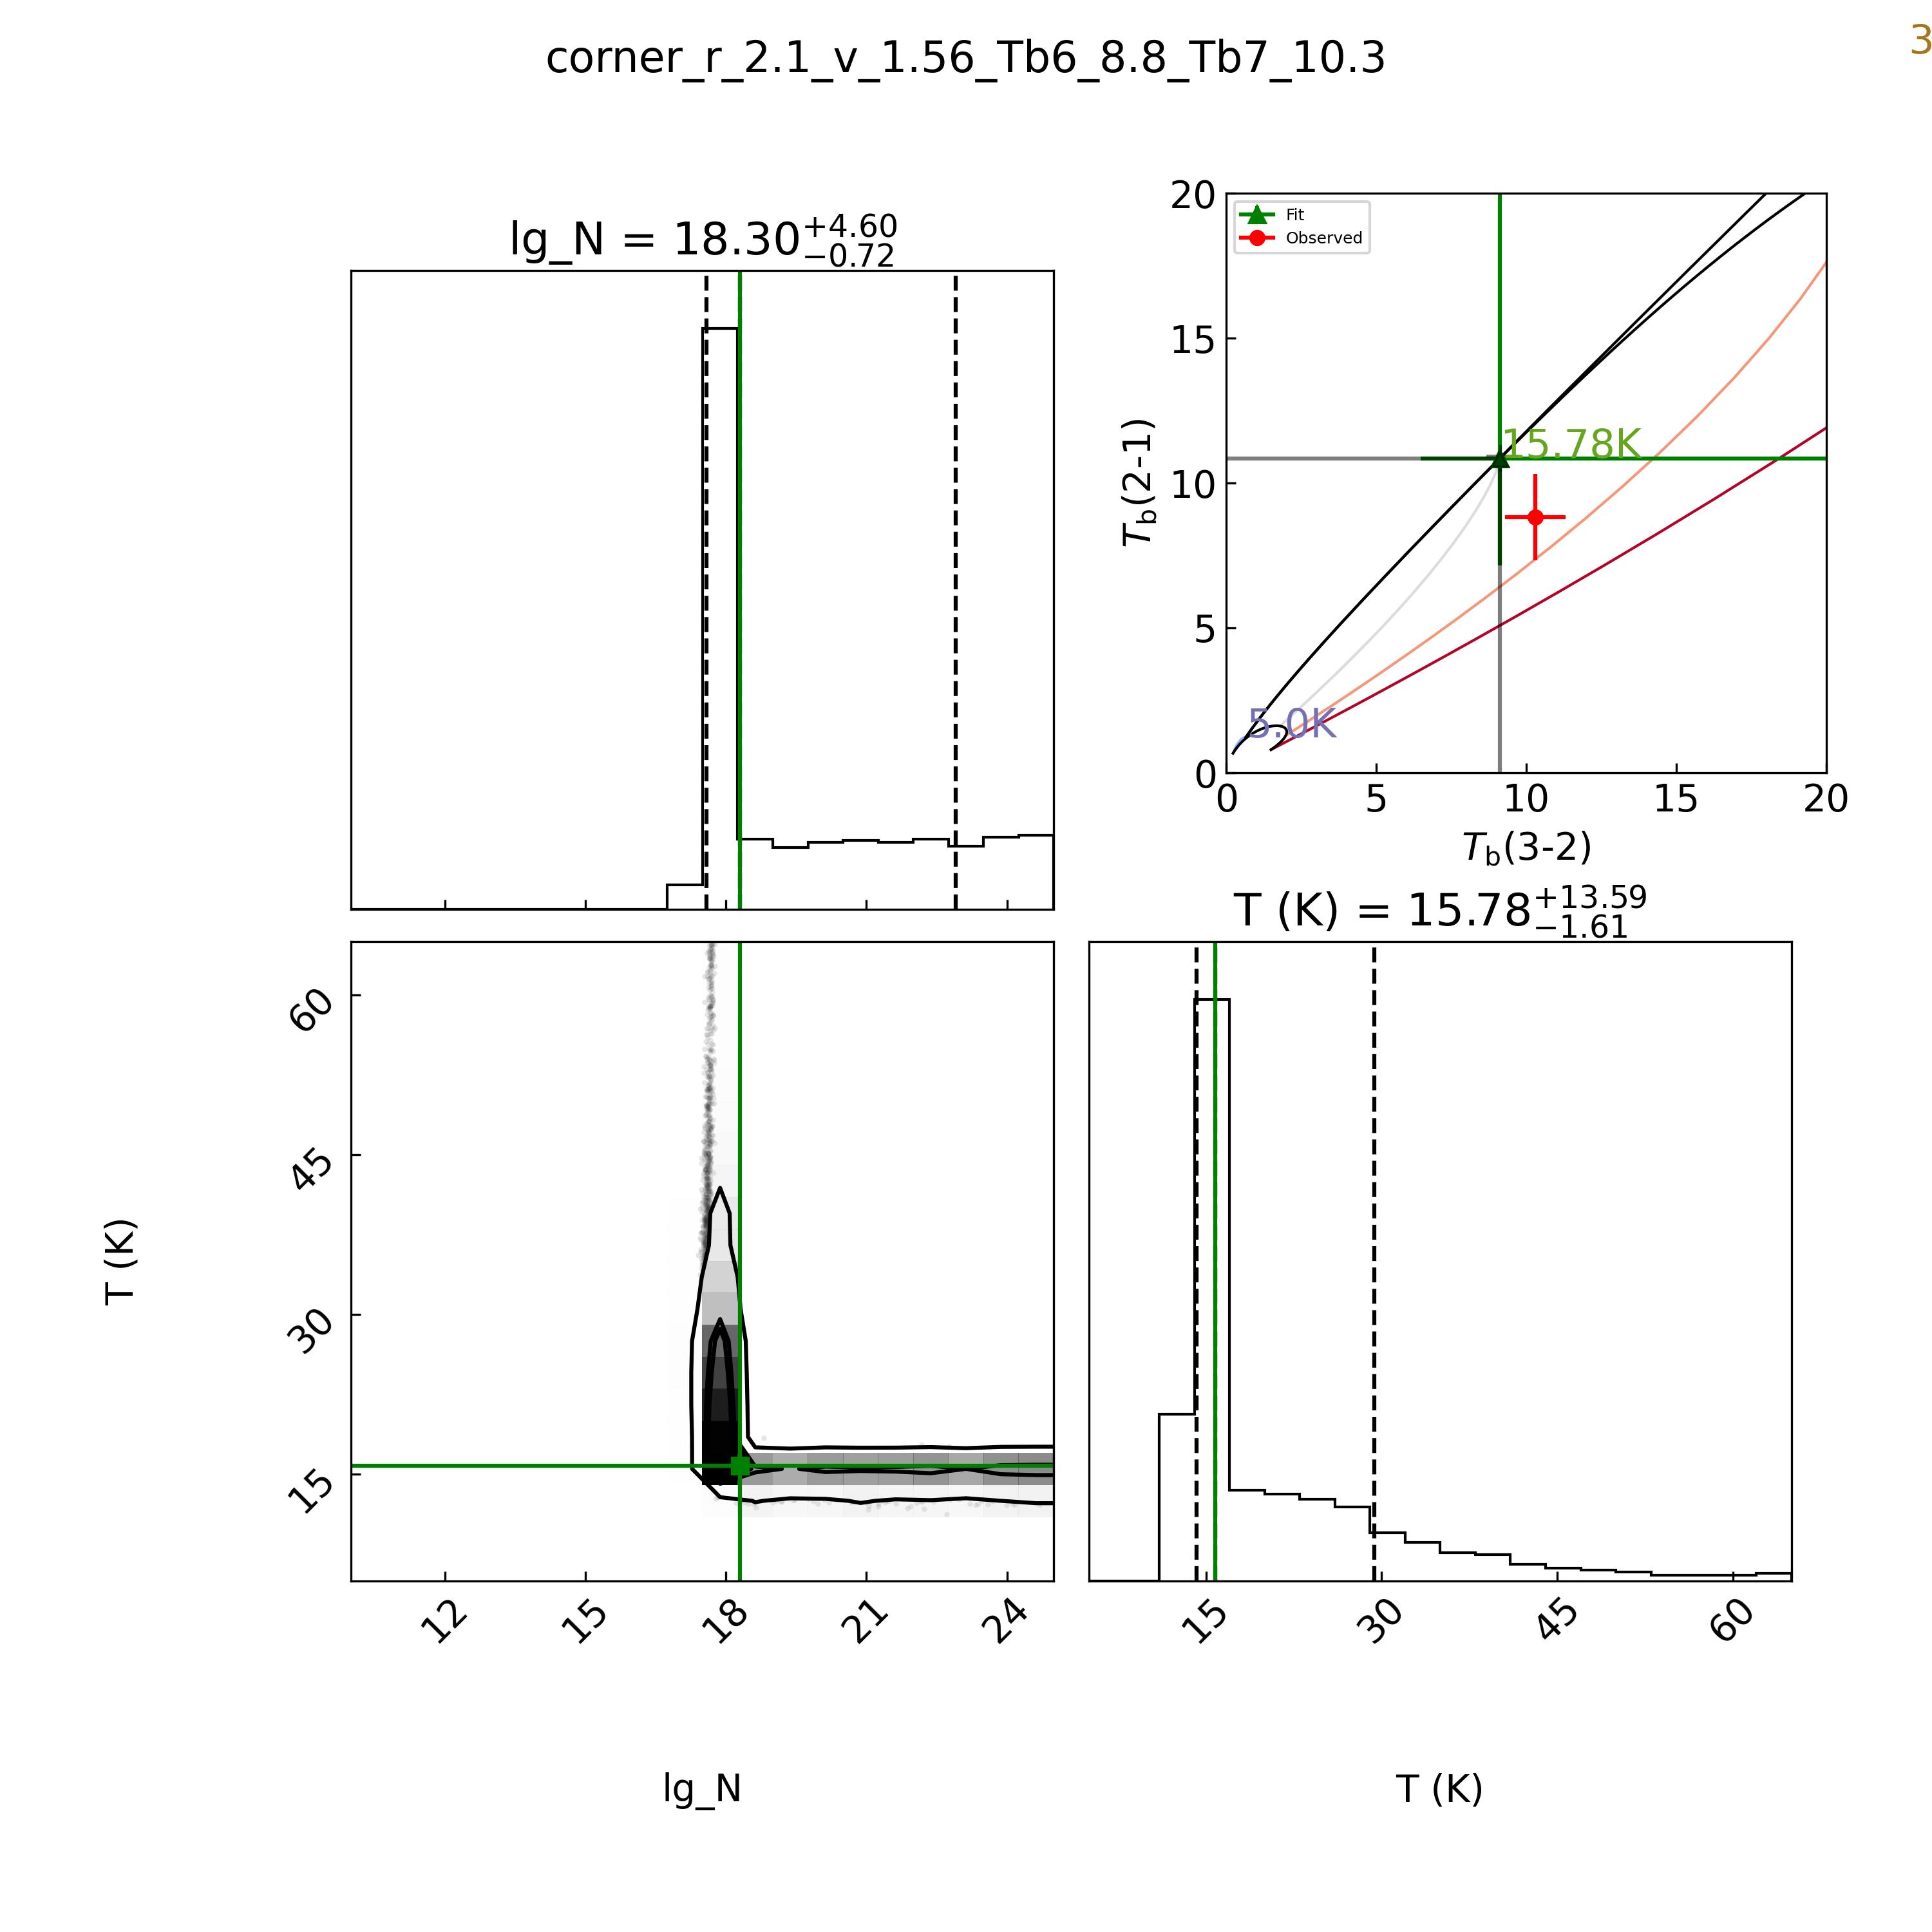 3
corner_r_2.1_v_1.56_Tb6_8.8_Tb7_10.3
lg_N = 18.30+4.60−0.72
20
15
10
5
0
Tb(2-1)
Fit
Observed
15.78K
5.0K
0 5 10 15 20
Tb(3-2)
T (K) = 15.78+13.59−1.61
60
45
30
15
T (K)
12 15 18 21 24
15 30 45 60
lg_N
T (K)